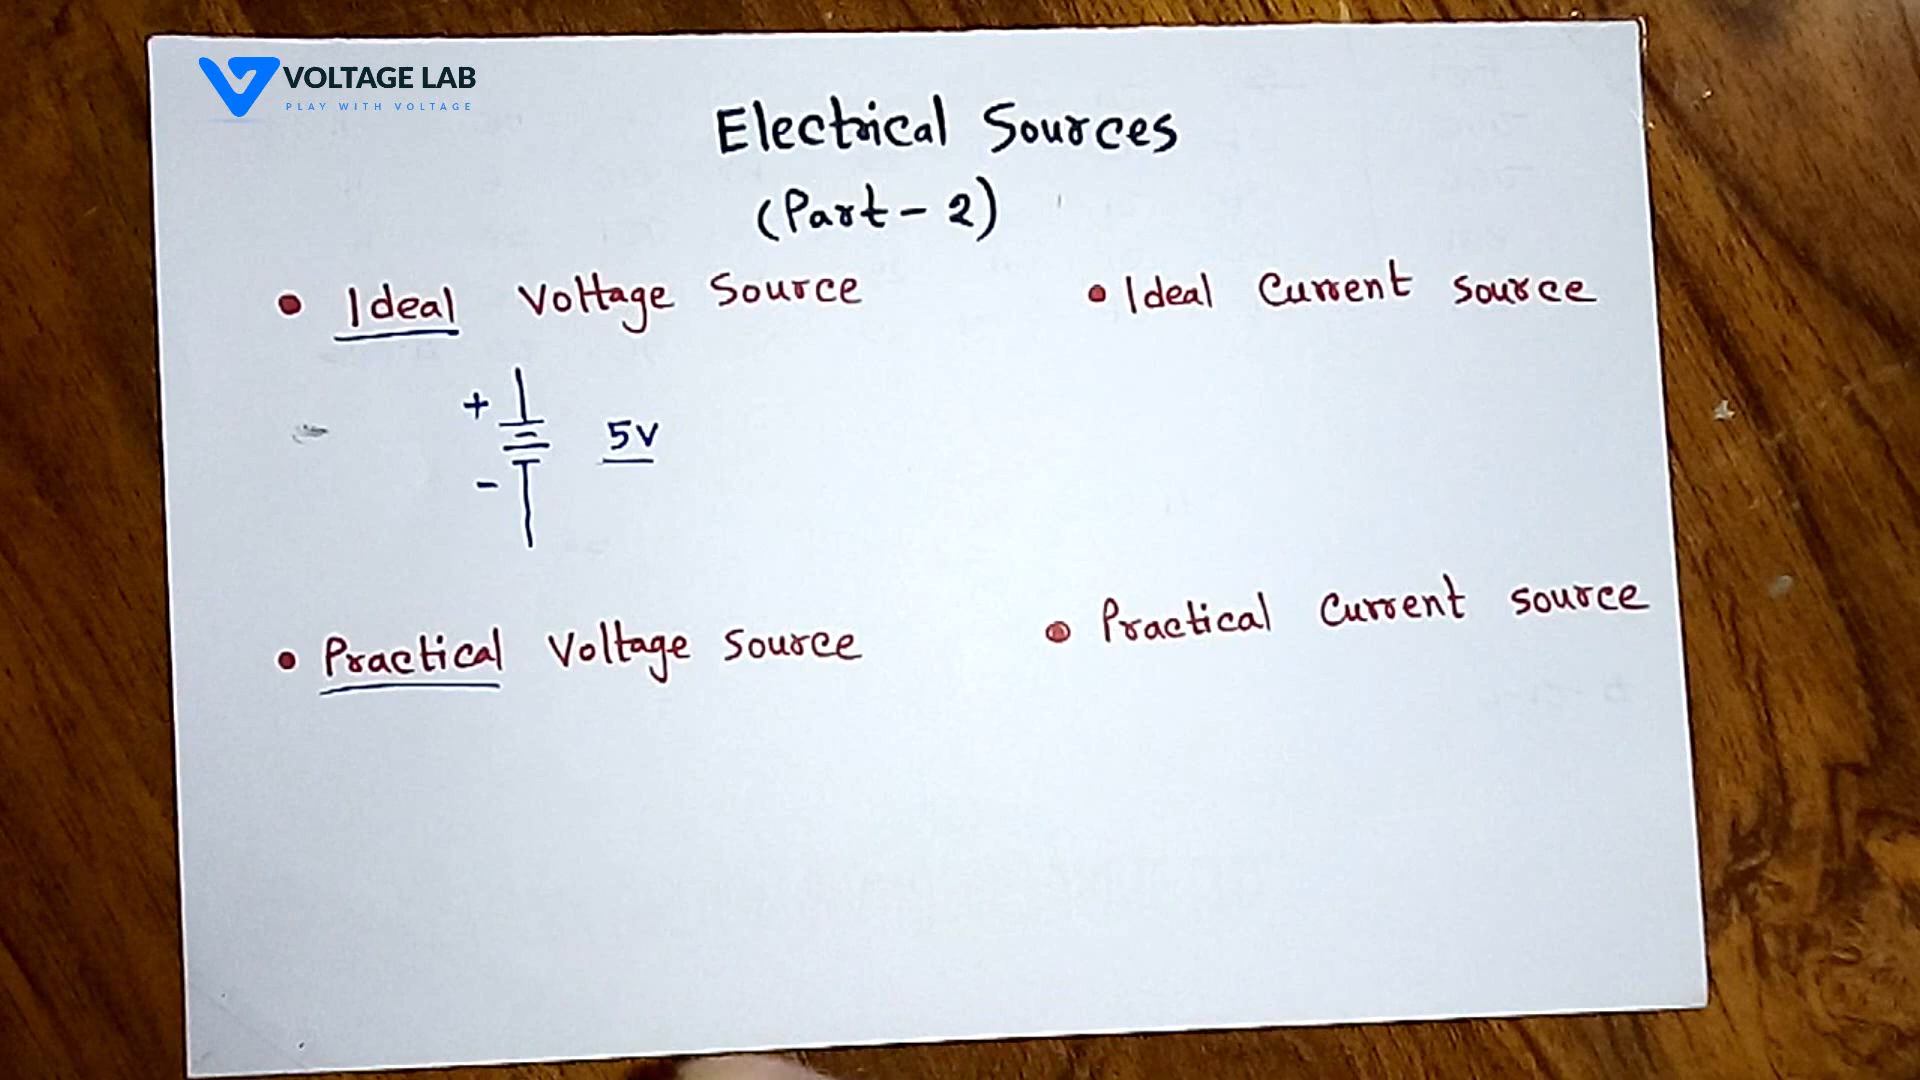 VOLTAGE LAB
PLAY WITH VOLTAGE
Electrical Sources
(Part-2)
• Ideal Voltage Source
• Ideal Current source
+
5V
-
• Practical Voltage Source
• Practical Current source